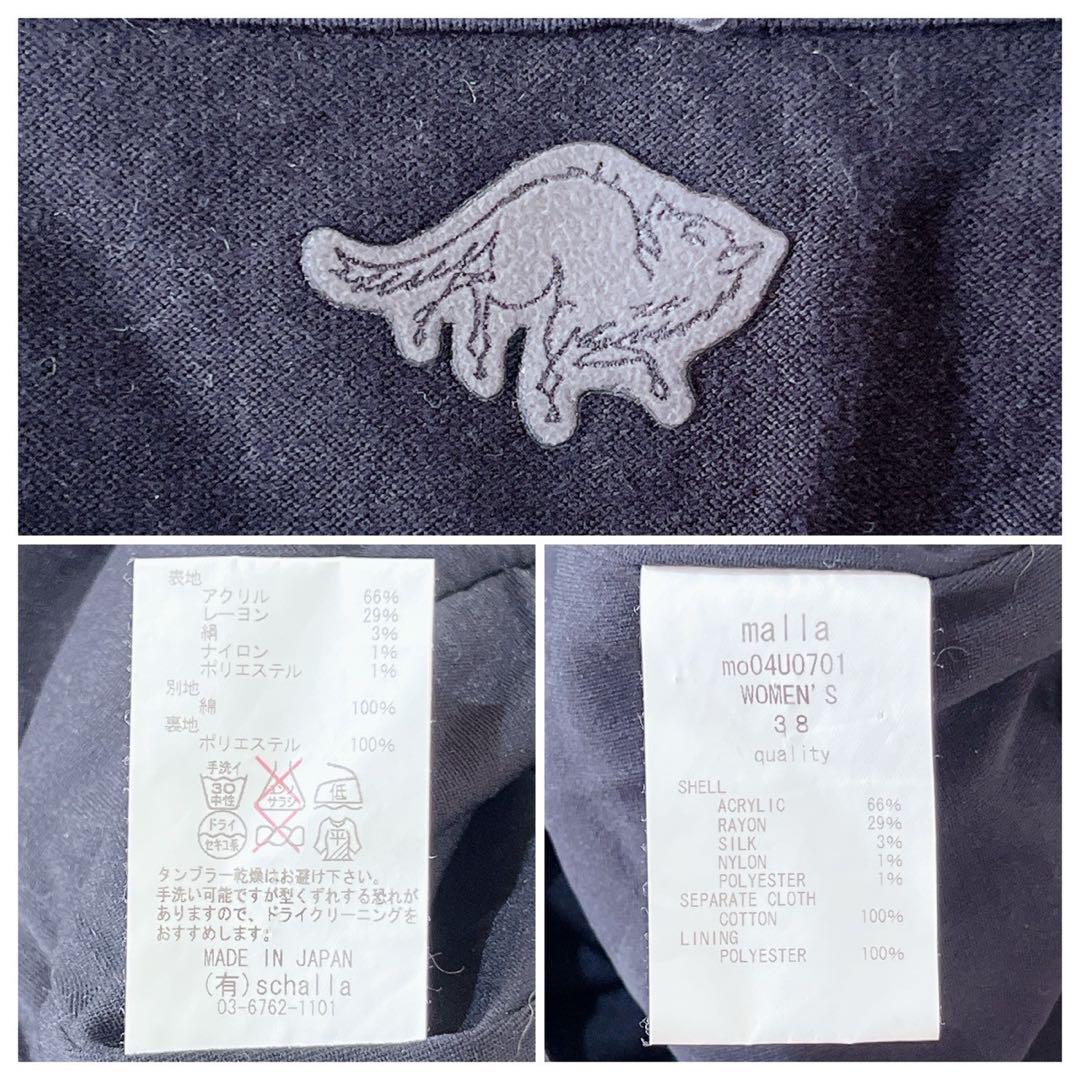 表地
アクリル 66%
レーヨン 29%
絹 3%
ナイロン 1%
ポリエステル 1%
別地
綿 100%
裏地
ポリエステル 100%
手洗イ
30
中性
エンソ
サラシ
低
ドライ
セキユ系
平
タンブラー乾燥はお避け下さい。
手洗い可能ですが型くずれする恐れが
ありますので、ドライクリーニングを
おすすめします。
MADE IN JAPAN
(有)schalla
03-6762-1101
malla
mo04U0701
WOMEN'S
38
quality
SHELL
ACRYLIC 66%
RAYON 29%
SILK 3%
NYLON 1%
POLYESTER 1%
SEPARATE CLOTH
COTTON 100%
LINING
POLYESTER 100%